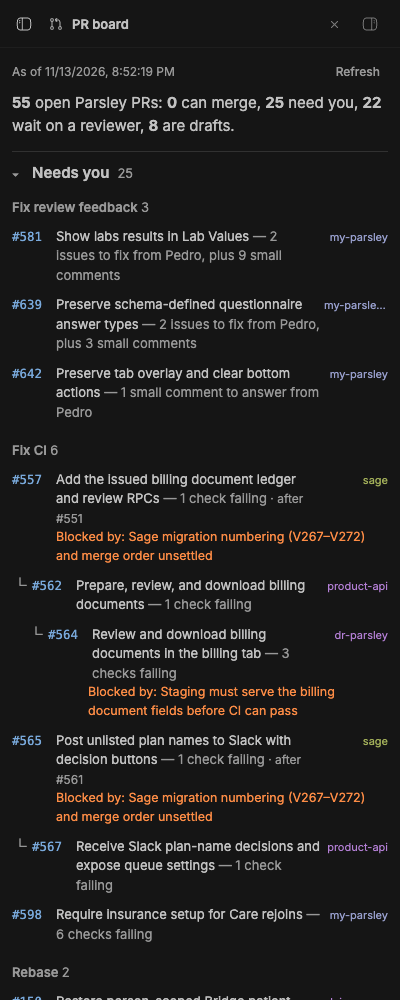 PR board
As of 11/13/2026, 8:52:19 PM Refresh
55 open Parsley PRs: 0 can merge, 25 need you, 22
wait on a reviewer, 8 are drafts.
Needs you 25
Fix review feedback 3
#581 Show labs results in Lab Values — 2 my-parsley
issues to fix from Pedro, plus 9 small
comments
#639 Preserve schema-defined questionnaire my-parsle...
answer types — 2 issues to fix from Pedro,
plus 3 small comments
#642 Preserve tab overlay and clear bottom my-parsley
actions — 1 small comment to answer from
Pedro
Fix CI 6
#557 Add the issued billing document ledger sage
and review RPCs — 1 check failing · after
#551
Blocked by: Sage migration numbering (V267–V272)
and merge order unsettled
#562 Prepare, review, and download billing product-api
documents — 1 check failing
#564 Review and download billing dr-parsley
documents in the billing tab — 3
checks failing
Blocked by: Staging must serve the billing
document fields before CI can pass
#565 Post unlisted plan names to Slack with sage
decision buttons — 1 check failing · after
#561
Blocked by: Sage migration numbering (V267–V272)
and merge order unsettled
#567 Receive Slack plan-name decisions and product-api
expose queue settings — 1 check
failing
#598 Require insurance setup for Care rejoins — my-parsley
6 checks failing
Rebase 2